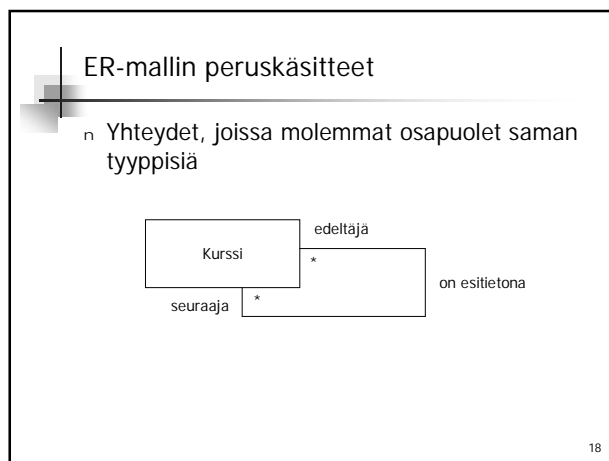 ER-mallin peruskäsitteet
n Yhteydet, joissa molemmat osapuolet saman
tyyppisiä
edeltäjä
Kurssi
*
on esitietona
seuraaja
*
18